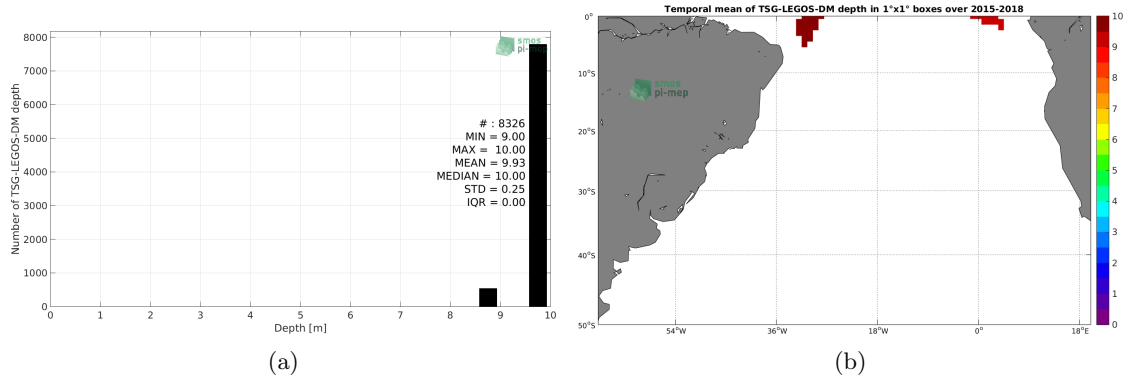 Number of TSG-LEGOS-DM depth
8000
7000
6000
5000
4000
3000
2000
1000
0
smos
pi-mep
# : 8326
MIN = 9.00
MAX = 10.00
MEAN = 9.93
MEDIAN = 10.00
STD = 0.25
IQR = 0.00
0 1 2 3 4 5 6 7 8 9 10
Depth [m]
(a)
Temporal mean of TSG-LEGOS-DM depth in 1°x1° boxes over 2015-2018
0°
10°S
20°S
30°S
40°S
50°S
smos
pi-mep
54°W 36°W 18°W 0° 18°E
10
9
8
7
6
5
4
3
2
1
0
(b)